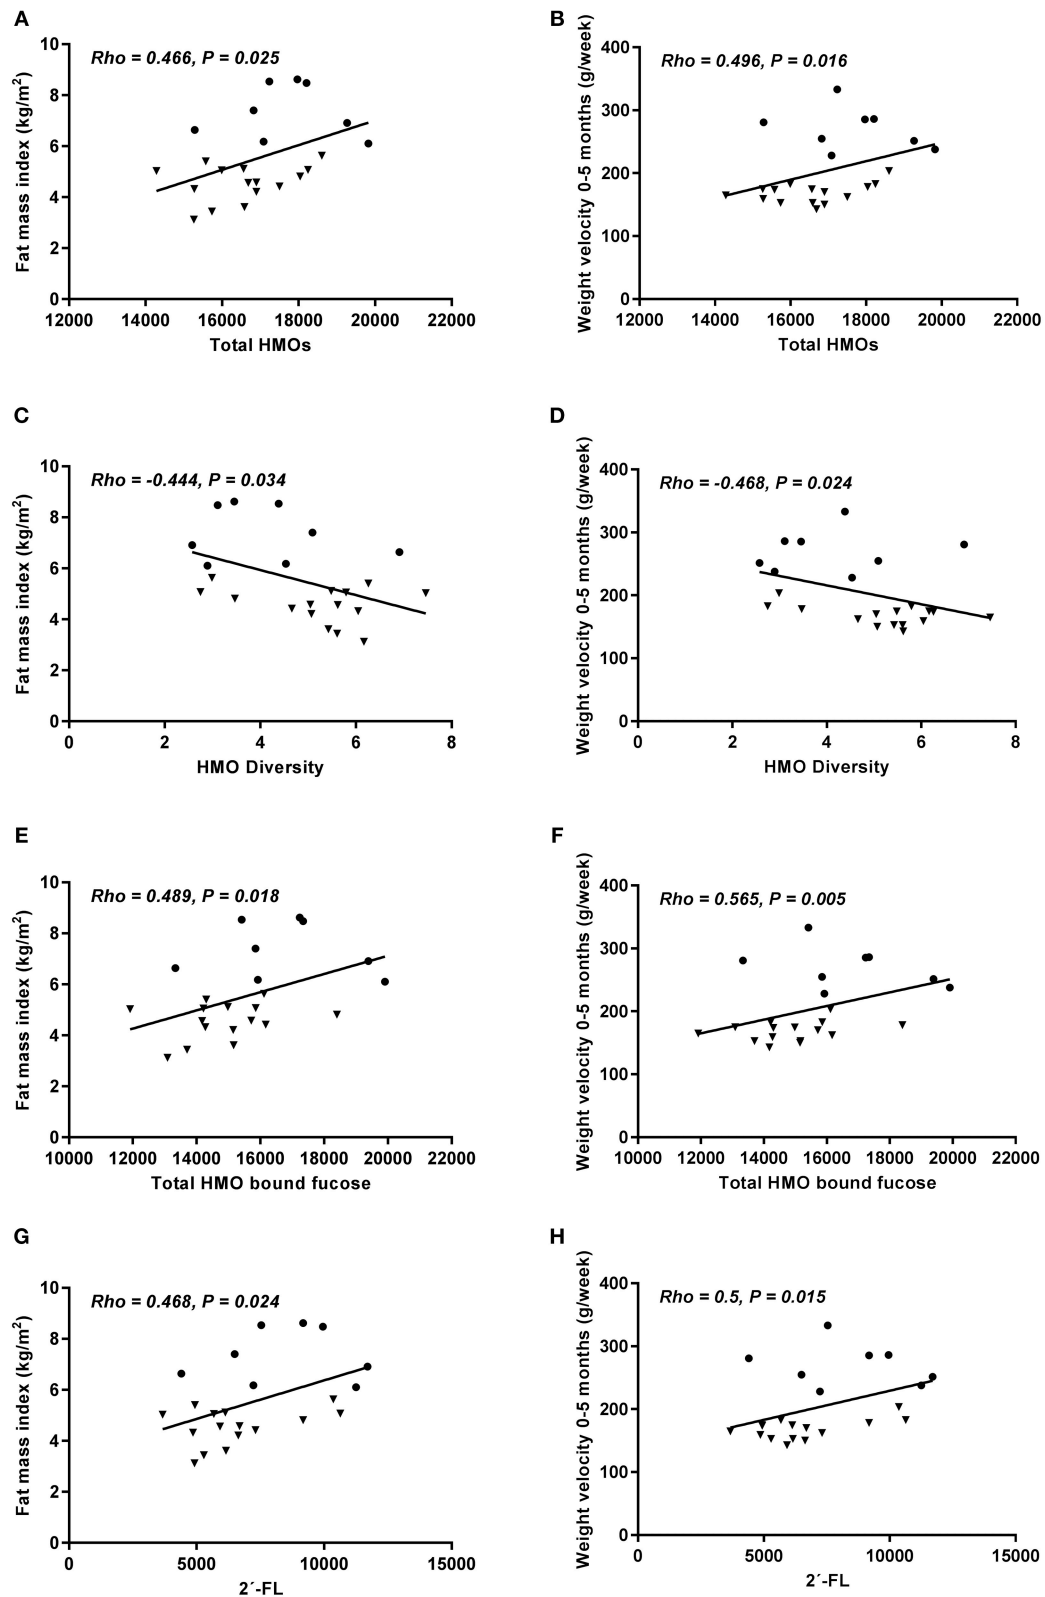 A
Rho = 0.466, P = 0.025
Fat mass index (kg/m²)
10
8
6
4
2
0
12000 14000 16000 18000 20000 22000
Total HMOs
B
Rho = 0.496, P = 0.016
Weight velocity 0-5 months (g/week)
400
300
200
100
0
12000 14000 16000 18000 20000 22000
Total HMOs
C
Rho = -0.444, P = 0.034
Fat mass index (kg/m²)
10
8
6
4
2
0
0 2 4 6 8
HMO Diversity
D
Rho = -0.468, P = 0.024
Weight velocity 0-5 months (g/week)
400
300
200
100
0
0 2 4 6 8
HMO Diversity
E
Rho = 0.489, P = 0.018
Fat mass index (kg/m²)
10
8
6
4
2
0
10000 12000 14000 16000 18000 20000 22000
Total HMO bound fucose
F
Rho = 0.565, P = 0.005
Weight velocity 0-5 months (g/week)
400
300
200
100
0
10000 12000 14000 16000 18000 20000 22000
Total HMO bound fucose
G
Rho = 0.468, P = 0.024
Fat mass index (kg/m²)
10
8
6
4
2
0
0 5000 10000 15000
2´-FL
H
Rho = 0.5, P = 0.015
Weight velocity 0-5 months (g/week)
400
300
200
100
0
0 5000 10000 15000
2´-FL